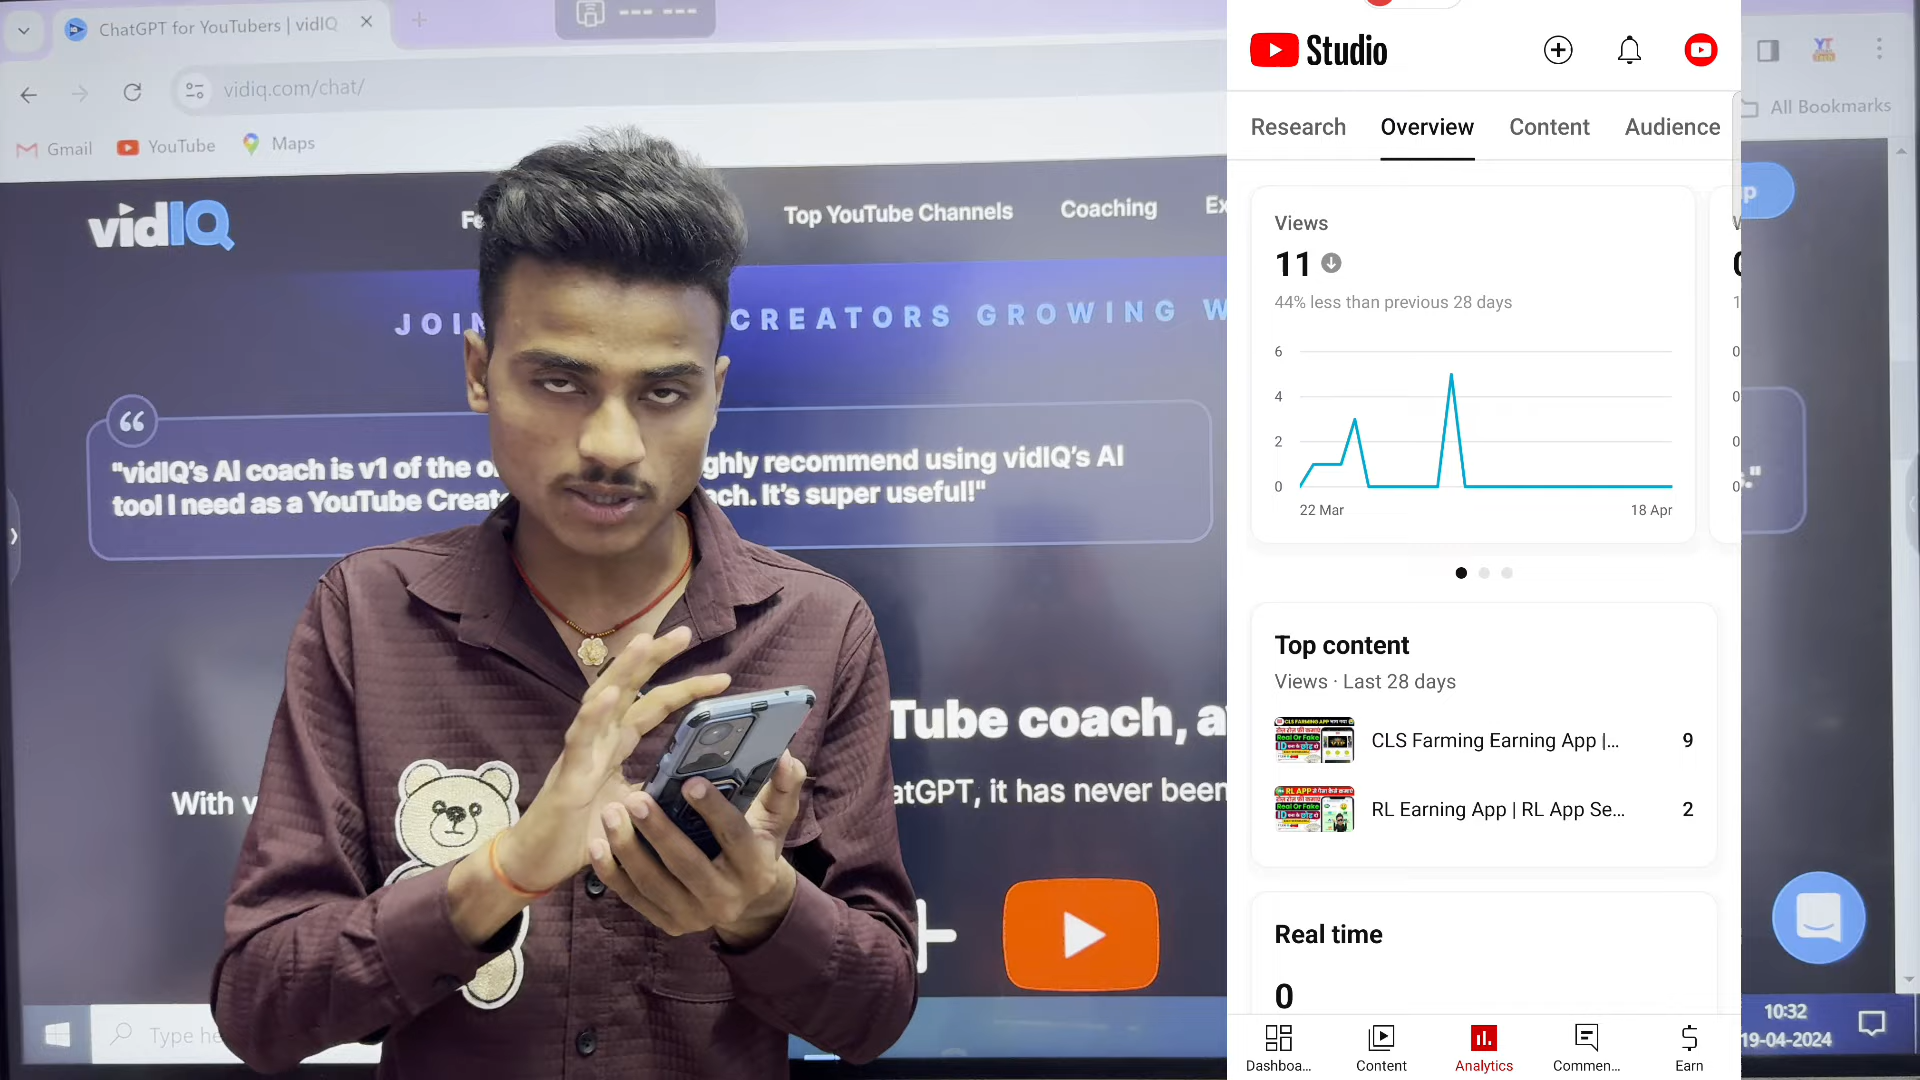 ChatGPT for YouTubers | vidIQ
vidiq.com/chat/
All Bookmarks
Gmail
YouTube
Maps
vidIQ
Top YouTube Channels
Coaching
CREATORS GROWING
"vidIQ's AI coach is v1 of the
ghly recommend using vidIQ's AI
tool I need as a YouTube
ach. It's super useful!"
Tube coach, a
With v
atGPT, it has never been
Type he
10:32
19-04-2024
Studio
Research
Overview
Content
Audience
Views
11
44% less than previous 28 days
6
4
2
0
22 Mar
18 Apr
Top content
Views · Last 28 days
CLS Farming Earning App |...
9
RL Earning App | RL App Se...
2
Real time
0
Dashboa...
Content
Analytics
Commen...
Earn